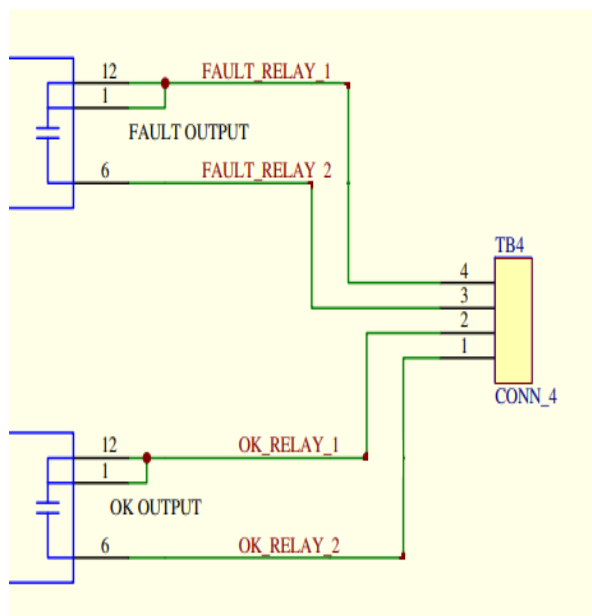 12
FAULT_RELAY_1
1
FAULT OUTPUT
6
FAULT_RELAY_2
TB4
4
3
2
1
CONN_4
12
OK_RELAY_1
1
OK OUTPUT
6
OK_RELAY_2